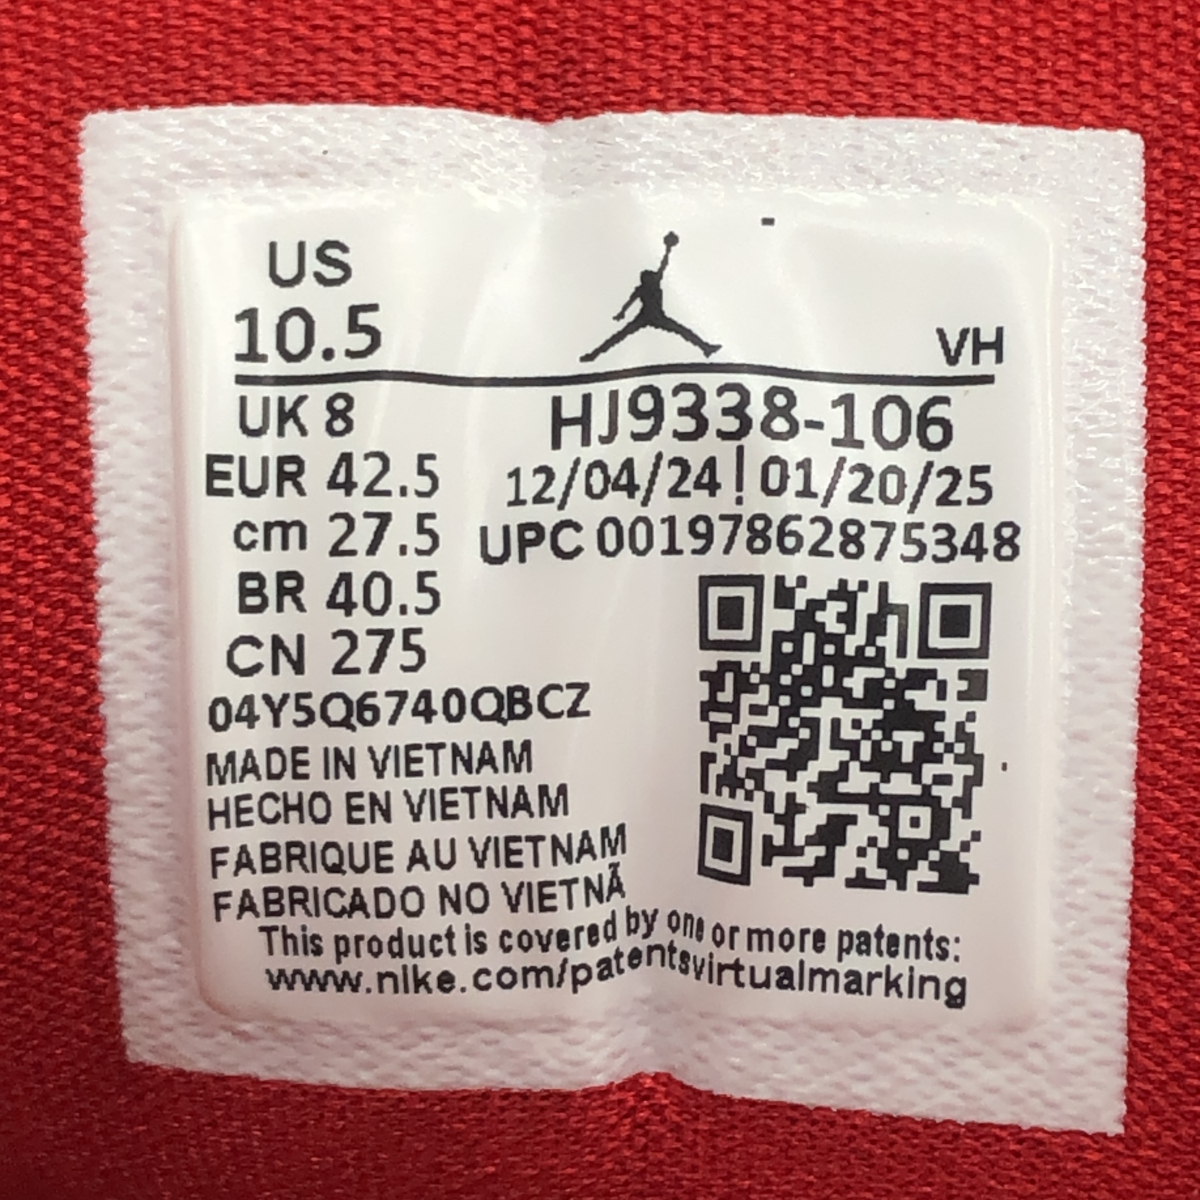 US
10.5
VH
UK 8
HJ9338-106
EUR 42.5
12/04/24 | 01/20/25
cm 27.5
UPC 00197862875348
BR 40.5
CN 275
04Y5Q6740QBCZ
MADE IN VIETNAM
HECHO EN VIETNAM
FABRIQUE AU VIETNAM
FABRICADO NO VIETNÃ
This product is covered by one or more patents:
www.nike.com/patentsvirtualmarking